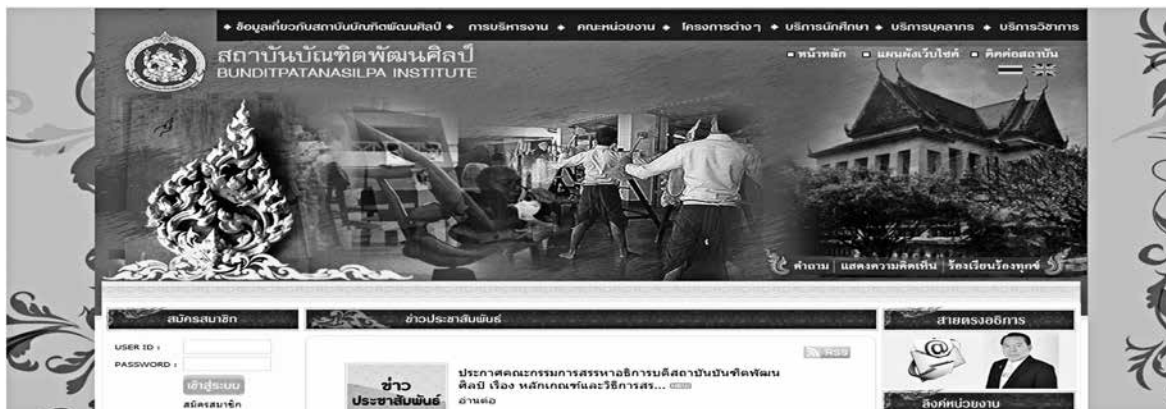 ข้อมูลเกี่ยวกับสถาบันบัณฑิตพัฒนศิลป์ การบริหารงาน คณะหน่วยงาน โครงการต่างๆ บริการนักศึกษา บริการบุคลากร บริการวิชาการ
สถาบันบัณฑิตพัฒนศิลป์
BUNDITPATANASILPA INSTITUTE
หน้าหลัก แผนผังเว็บไซต์ ติดต่อสถาบัน
คำถาม | แสดงความคิดเห็น | ร้องเรียนร้องทุกข์
สมัครสมาชิก ข่าวประชาสัมพันธ์ สายตรงอธิการ
USER ID :
PASSWORD :
เข้าสู่ระบบ
สมัครสมาชิก
RSS
ข่าว
ประชาสัมพันธ์
ประกาศคณะกรรมการสรรหาอธิการบดีสถาบันบันฑิตพัฒน
ศิลป์ เรื่อง หลักเกณฑ์และวิธีการสร...
อ่านต่อ
@
ลิงค์หน่วยงาน